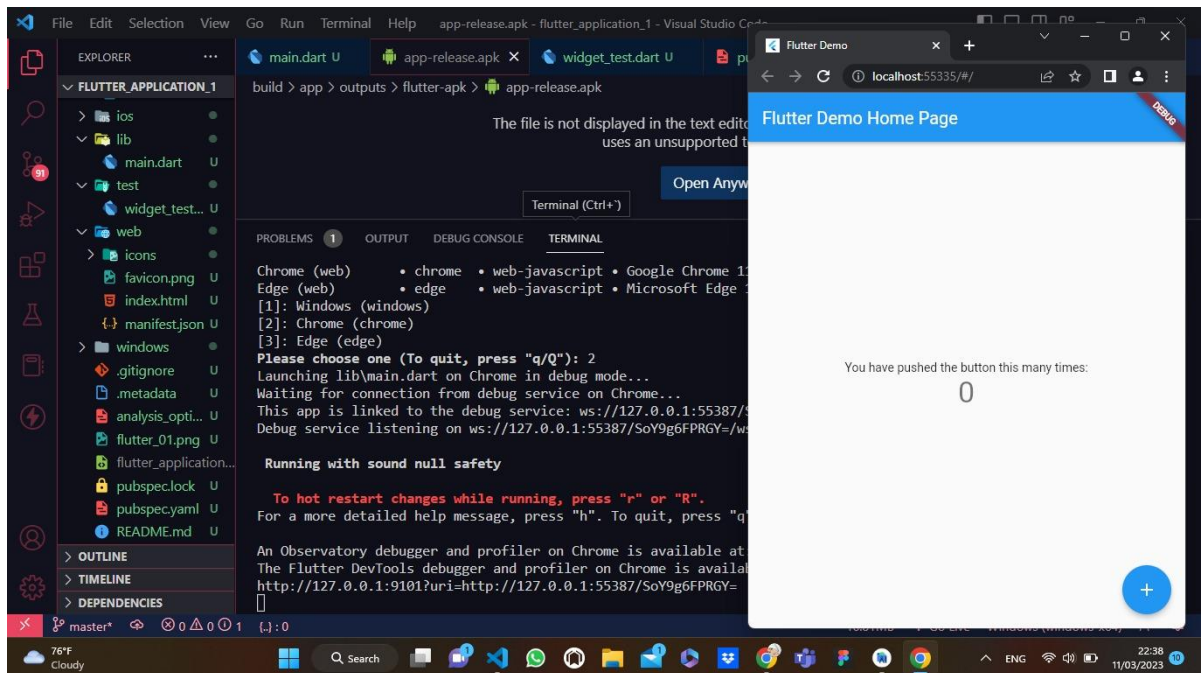 File Edit Selection View Go Run Terminal Help app-release.apk - flutter_application_1 - Visual Studio Code
EXPLORER ···
FLUTTER_APPLICATION_1
ios
lib
main.dart U
test
widget_test... U
web
icons
favicon.png U
index.html U
manifest.json U
windows
.gitignore U
.metadata U
analysis_opti... U
flutter_01.png U
flutter_application...
pubspec.lock U
pubspec.yaml U
README.md U
OUTLINE
TIMELINE
DEPENDENCIES
91
main.dart U app-release.apk widget_test.dart U pu
build > app > outputs > flutter-apk > app-release.apk
The file is not displayed in the text edito
uses an unsupported t
Open Anyw
Terminal (Ctrl+`)
PROBLEMS 1 OUTPUT DEBUG CONSOLE TERMINAL
Chrome (web) • chrome • web-javascript • Google Chrome 11
Edge (web) • edge • web-javascript • Microsoft Edge
[1]: Windows (windows)
[2]: Chrome (chrome)
[3]: Edge (edge)
Please choose one (To quit, press "q/Q"): 2
Launching lib\main.dart on Chrome in debug mode...
Waiting for connection from debug service on Chrome...
This app is linked to the debug service: ws://127.0.0.1:55387/S
Debug service listening on ws://127.0.0.1:55387/SoY9g6FPRGY=/ws
Running with sound null safety
To hot restart changes while running, press "r" or "R".
For a more detailed help message, press "h". To quit, press "q"
An Observatory debugger and profiler on Chrome is available at
The Flutter DevTools debugger and profiler on Chrome is availab
http://127.0.0.1:9101?uri=http://127.0.0.1:55387/SoY9g6FPRGY=
Flutter Demo
localhost:55335/#/
Flutter Demo Home Page
DEBUG
You have pushed the button this many times:
0
master* 0 0 1 {..} : 0
76°F
Cloudy
Search
ENG
22:38
11/03/2023
10